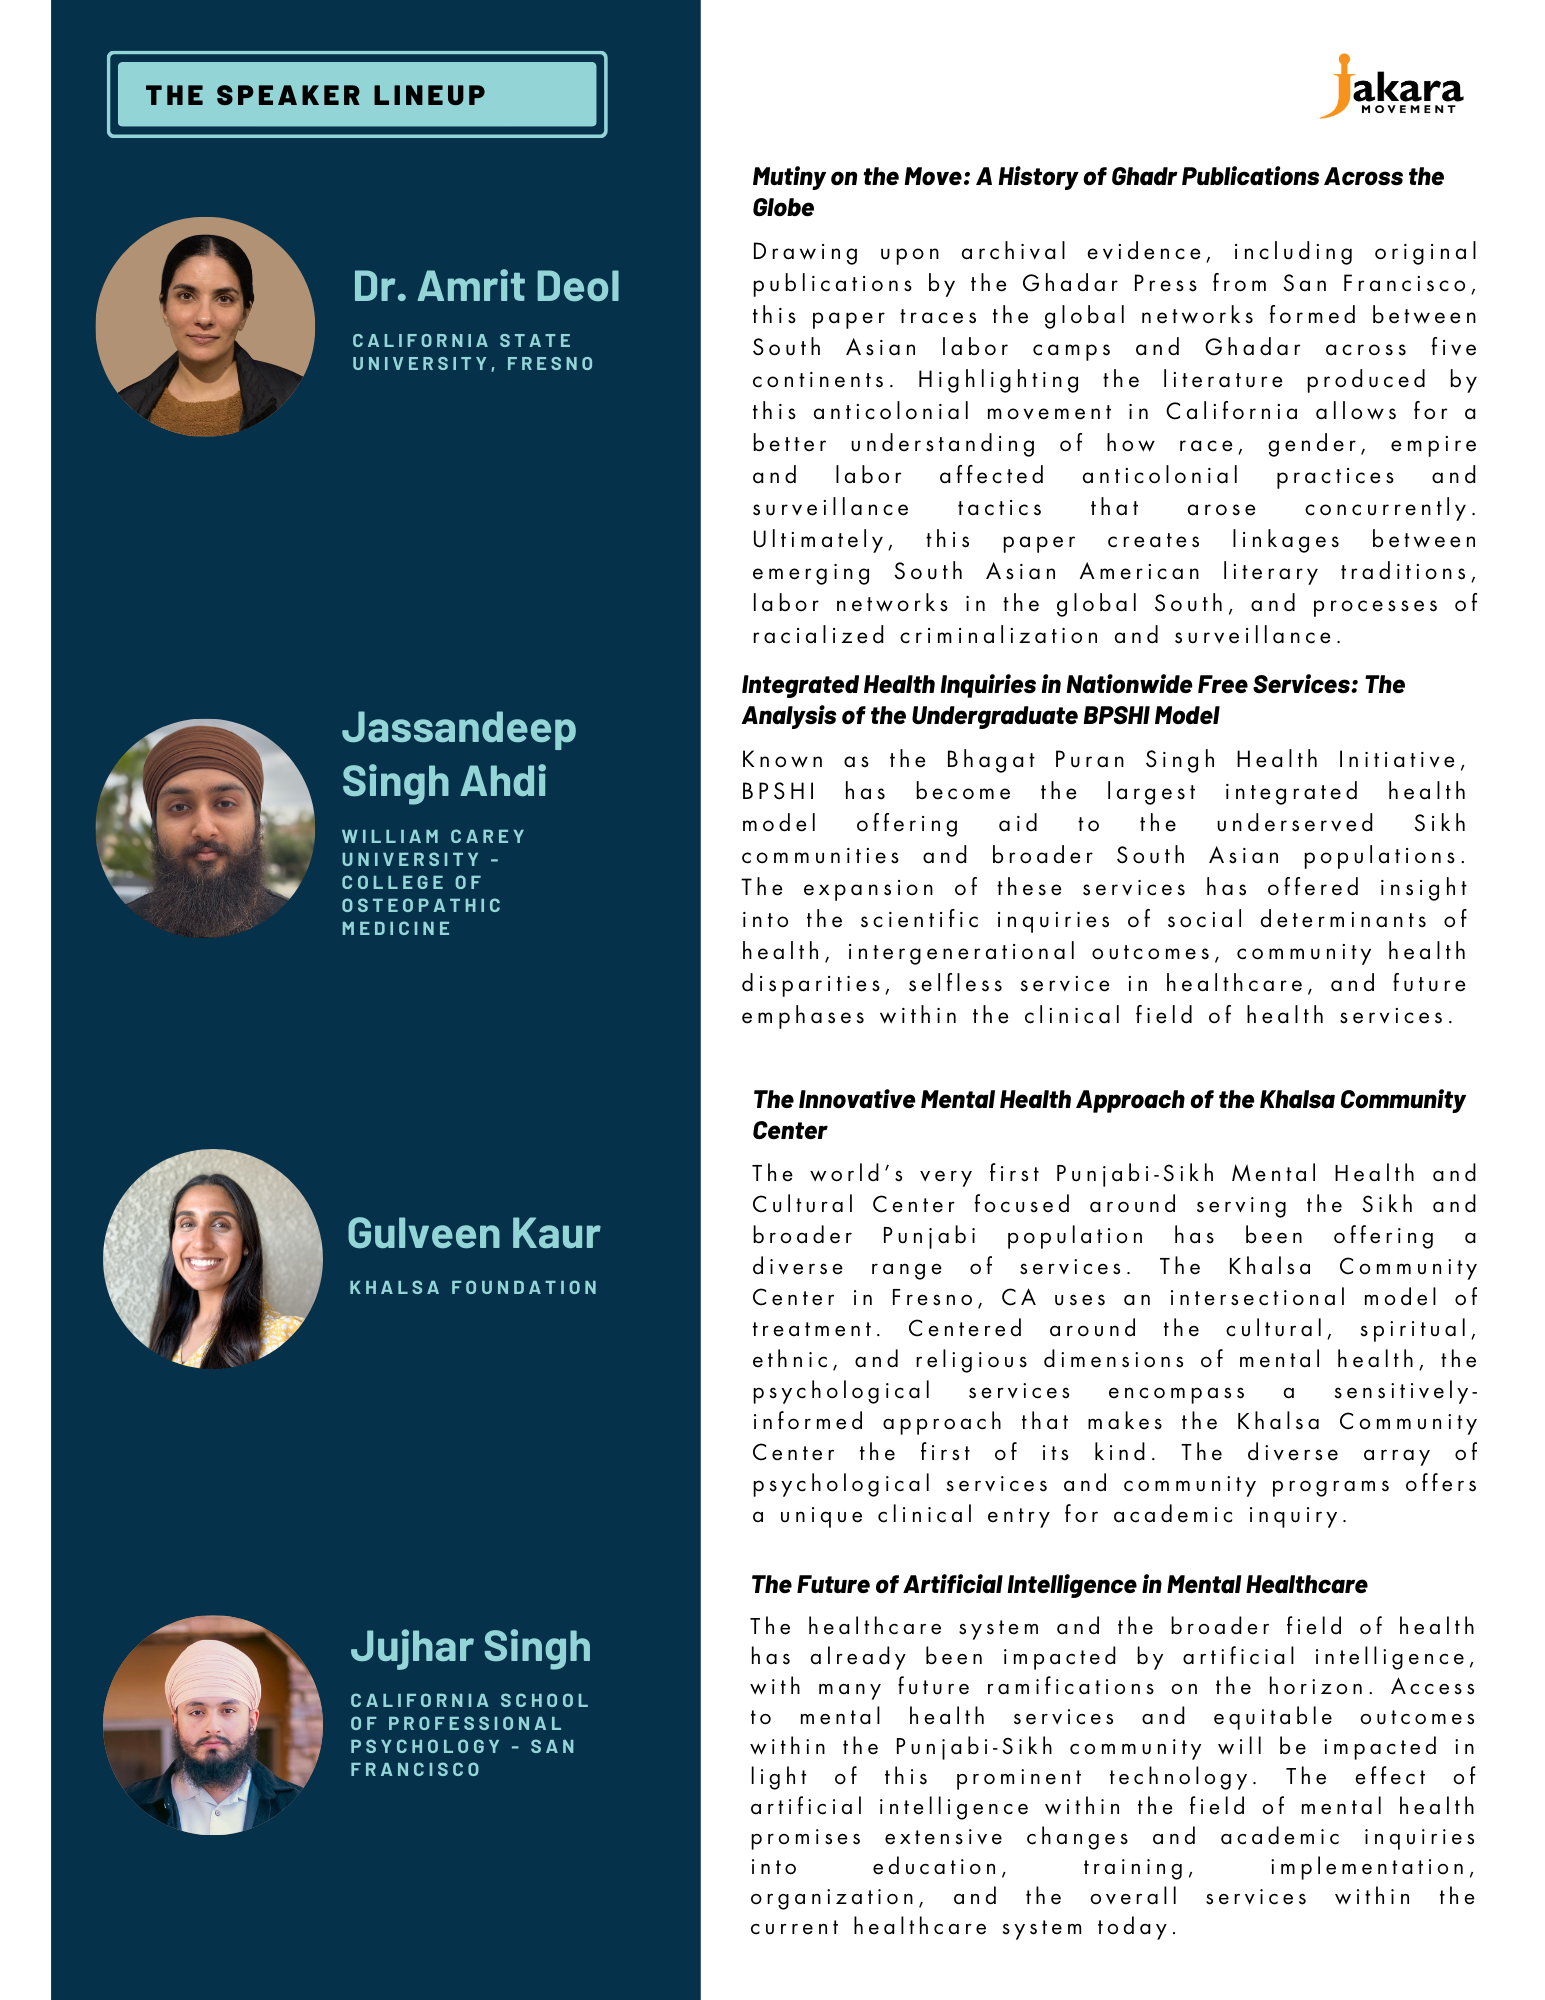 THE SPEAKER LINEUP
jakara
MOVEMENT
Dr. Amrit Deol
CALIFORNIA STATE
UNIVERSITY, FRESNO
Mutiny on the Move: A History of Ghadr Publications Across the
Globe
Drawing upon archival evidence, including original
publications by the Ghadar Press from San Francisco,
this paper traces the global networks formed between
South Asian labor camps and Ghadar across five
continents. Highlighting the literature produced by
this anticolonial movement in California allows for a
better understanding of how race, gender, empire
and labor affected anticolonial practices and
surveillance tactics that arose concurrently.
Ultimately, this paper creates linkages between
emerging South Asian American literary traditions,
labor networks in the global South, and processes of
racialized criminalization and surveillance.
Jassandeep
Singh Ahdi
WILLIAM CAREY
UNIVERSITY -
COLLEGE OF
OSTEOPATHIC
MEDICINE
Integrated Health Inquiries in Nationwide Free Services: The
Analysis of the Undergraduate BPSHI Model
Known as the Bhagat Puran Singh Health Initiative,
BPSHI has become the largest integrated health
model offering aid to the underserved Sikh
communities and broader South Asian populations.
The expansion of these services has offered insight
into the scientific inquiries of social determinants of
health, intergenerational outcomes, community health
disparities, selfless service in healthcare, and future
emphases within the clinical field of health services.
Gulveen Kaur
KHALSA FOUNDATION
The Innovative Mental Health Approach of the Khalsa Community
Center
The world’s very first Punjabi-Sikh Mental Health and
Cultural Center focused around serving the Sikh and
broader Punjabi population has been offering a
diverse range of services. The Khalsa Community
Center in Fresno, CA uses an intersectional model of
treatment. Centered around the cultural, spiritual,
ethnic, and religious dimensions of mental health, the
psychological services encompass a sensitively-
informed approach that makes the Khalsa Community
Center the first of its kind. The diverse array of
psychological services and community programs offers
a unique clinical entry for academic inquiry.
Jujhar Singh
CALIFORNIA SCHOOL
OF PROFESSIONAL
PSYCHOLOGY - SAN
FRANCISCO
The Future of Artificial Intelligence in Mental Healthcare
The healthcare system and the broader field of health
has already been impacted by artificial intelligence,
with many future ramifications on the horizon. Access
to mental health services and equitable outcomes
within the Punjabi-Sikh community will be impacted in
light of this prominent technology. The effect of
artificial intelligence within the field of mental health
promises extensive changes and academic inquiries
into education, training, implementation,
organization, and the overall services within the
current healthcare system today.